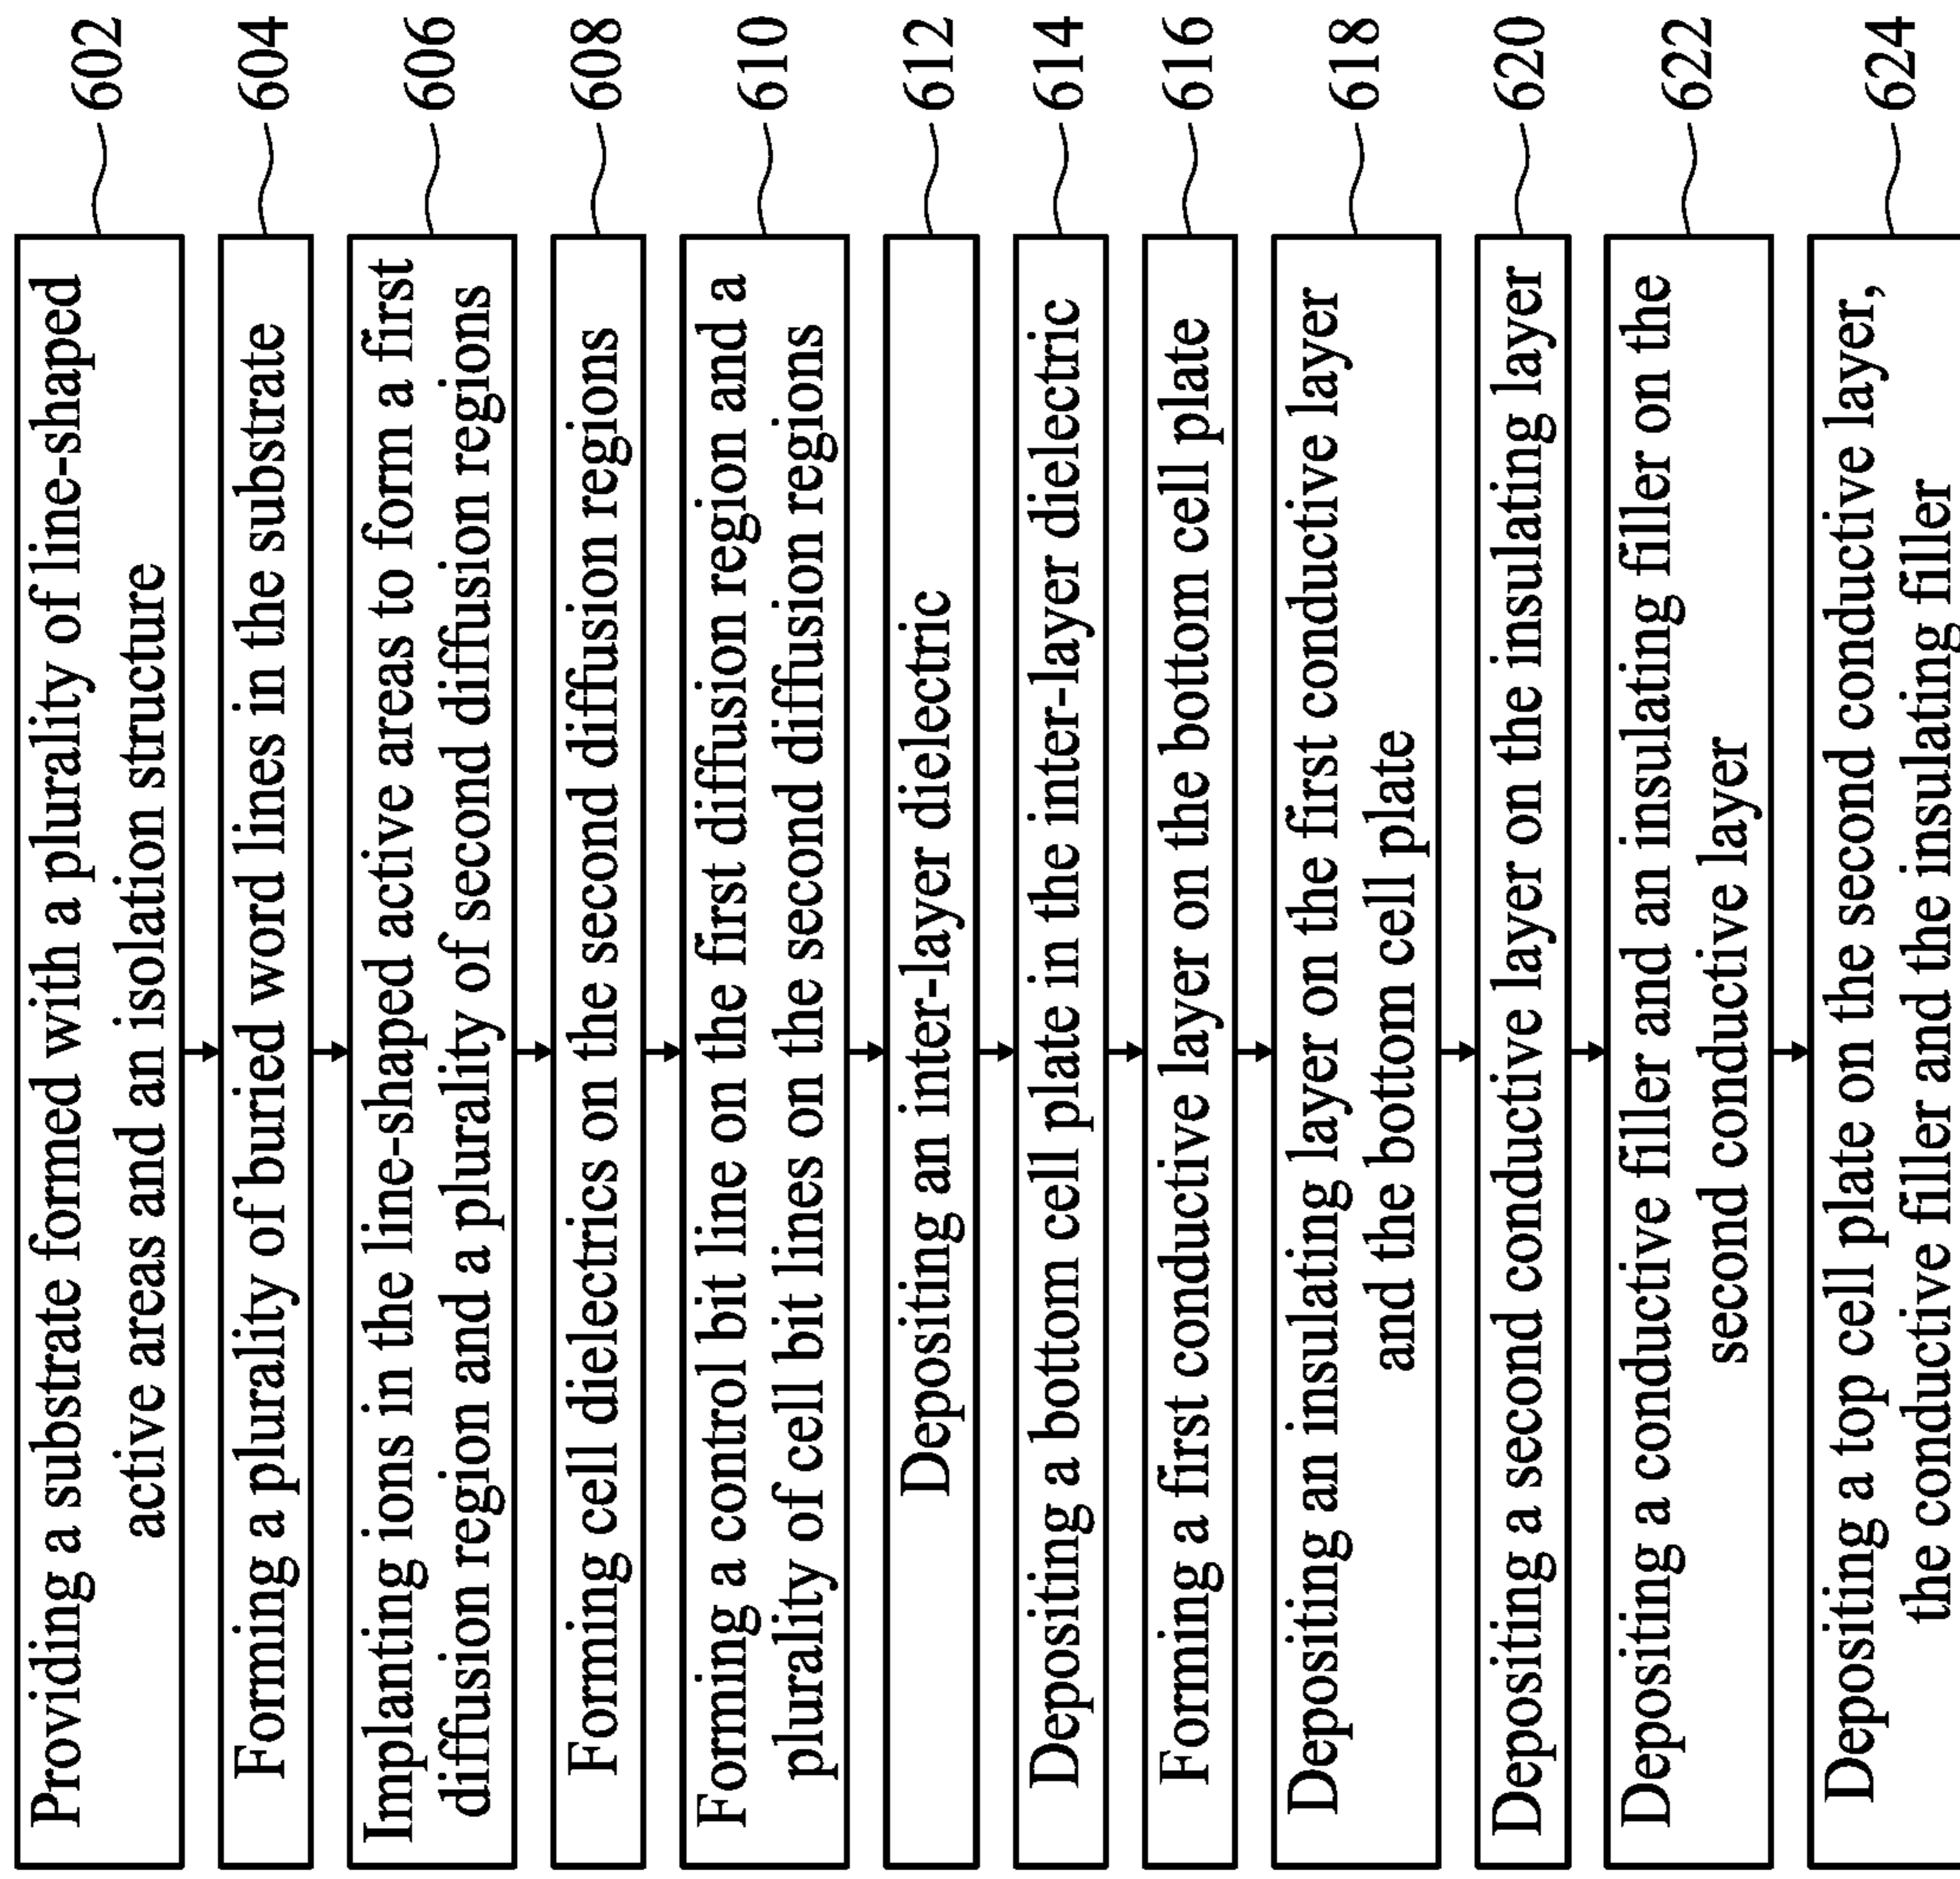 Providing a substrate formed with a plurality of line-shaped
active areas and an isolation structure
602
Forming a plurality of buried word lines in the substrate
604
Implanting ions in the line-shaped active areas to form a first
diffusion region and a plurality of second diffusion regions
606
Forming cell dielectrics on the second diffusion regions
608
Forming a control bit line on the first diffusion region and a
plurality of cell bit lines on the second diffusion regions
610
Depositing an inter-layer dielectric
612
Depositing a bottom cell plate in the inter-layer dielectric
614
Forming a first conductive layer on the bottom cell plate
616
Depositing an insulating layer on the first conductive layer
and the bottom cell plate
618
Depositing a second conductive layer on the insulating layer
620
Depositing a conductive filler and an insulating filler on the
second conductive layer
622
Depositing a top cell plate on the second conductive layer,
the conductive filler and the insulating filler
624